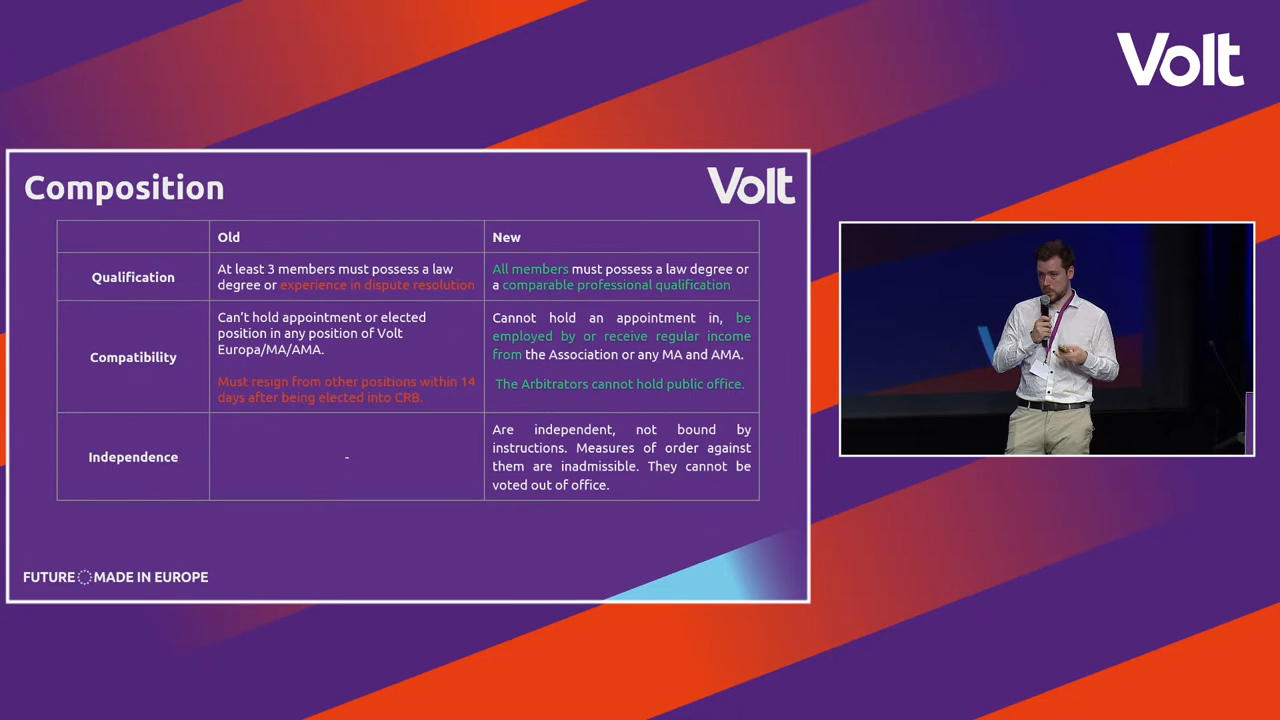 Volt
Composition
Volt
Old
New
Qualification
At least 3 members must possess a law
degree or experience in dispute resolution
All members must possess a law degree or
a comparable professional qualification
Compatibility
Can't hold appointment or elected
position in any position of Volt
Europa/MA/AMA.
Must resign from other positions within 14
days after being elected into CRB.
Cannot hold an appointment in, be
employed by or receive regular income
from the Association or any MA and AMA.
The Arbitrators cannot hold public office.
Independence
-
Are independent, not bound by
instructions. Measures of order against
them are inadmissible. They cannot be
voted out of office.
FUTURE MADE IN EUROPE